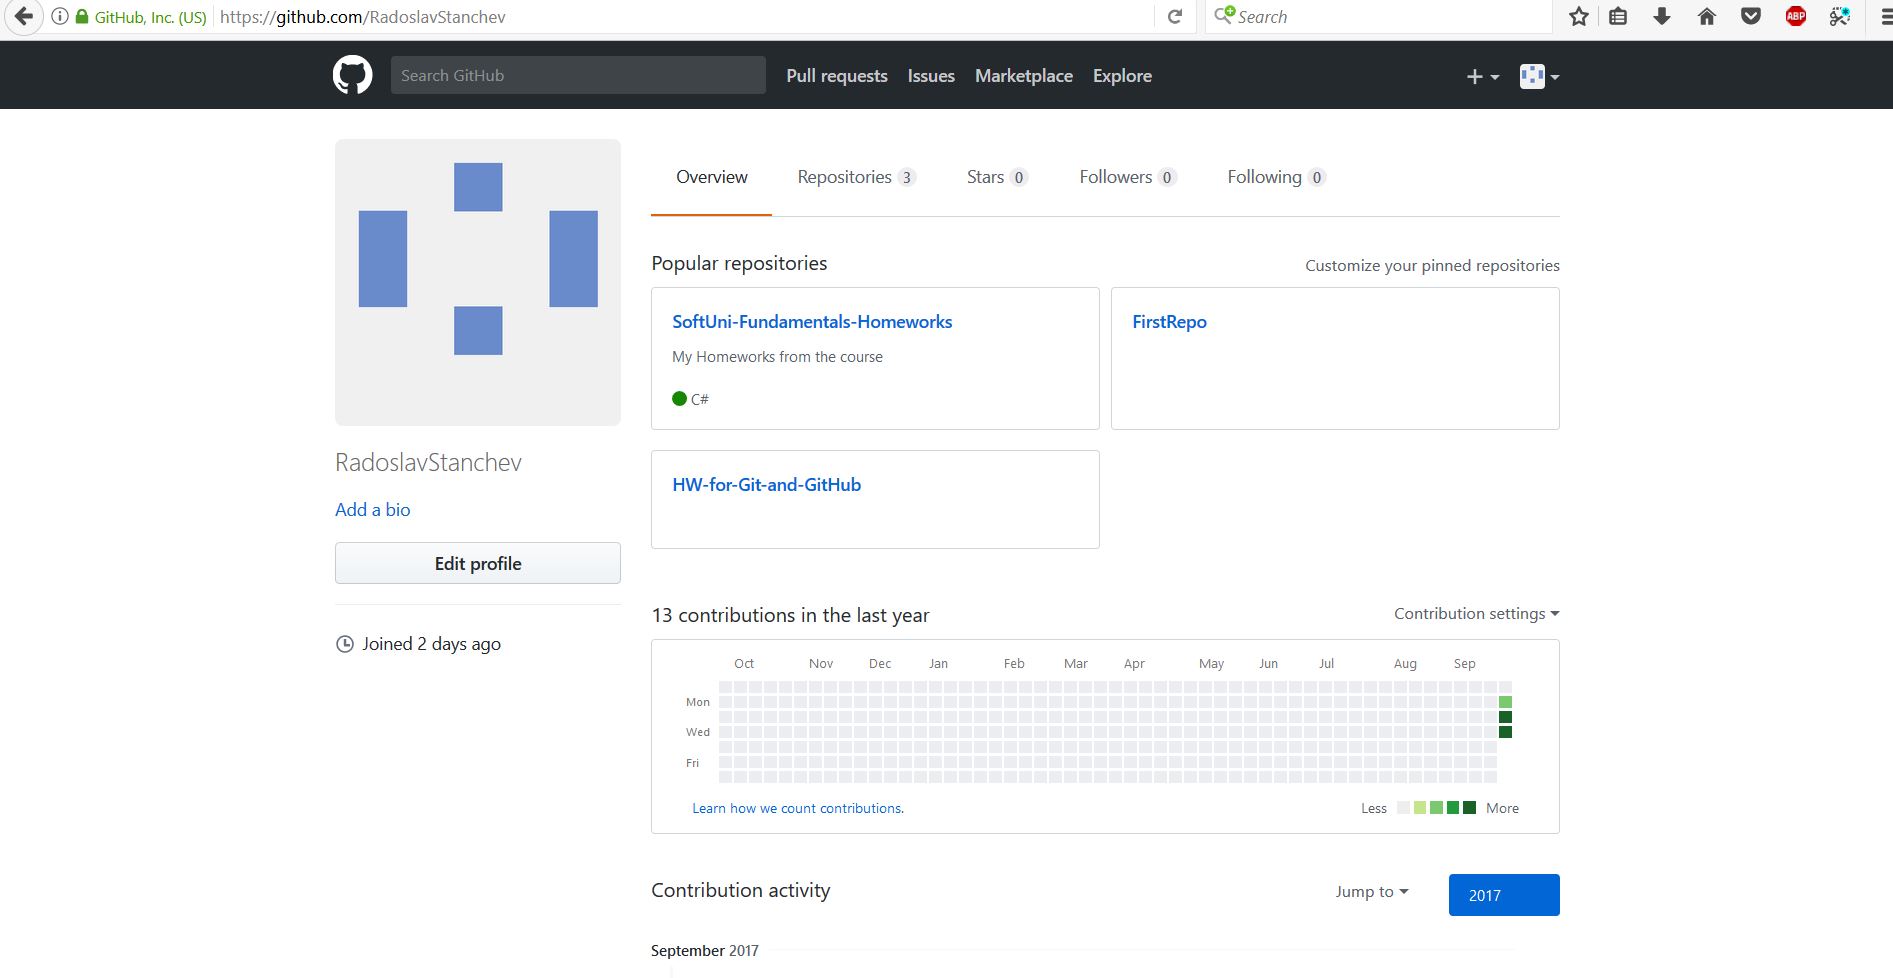 GitHub, Inc. (US) https://github.com/RadoslavStanchev Search ABP
Search GitHub Pull requests Issues Marketplace Explore
Overview Repositories 3 Stars 0 Followers 0 Following 0
Popular repositories Customize your pinned repositories
SoftUni-Fundamentals-Homeworks FirstRepo
My Homeworks from the course
C#
RadoslavStanchev
HW-for-Git-and-GitHub
Add a bio
Edit profile
13 contributions in the last year Contribution settings
Joined 2 days ago
Oct Nov Dec Jan Feb Mar Apr May Jun Jul Aug Sep
Mon
Wed
Fri
Learn how we count contributions. Less More
Contribution activity Jump to 2017
September 2017